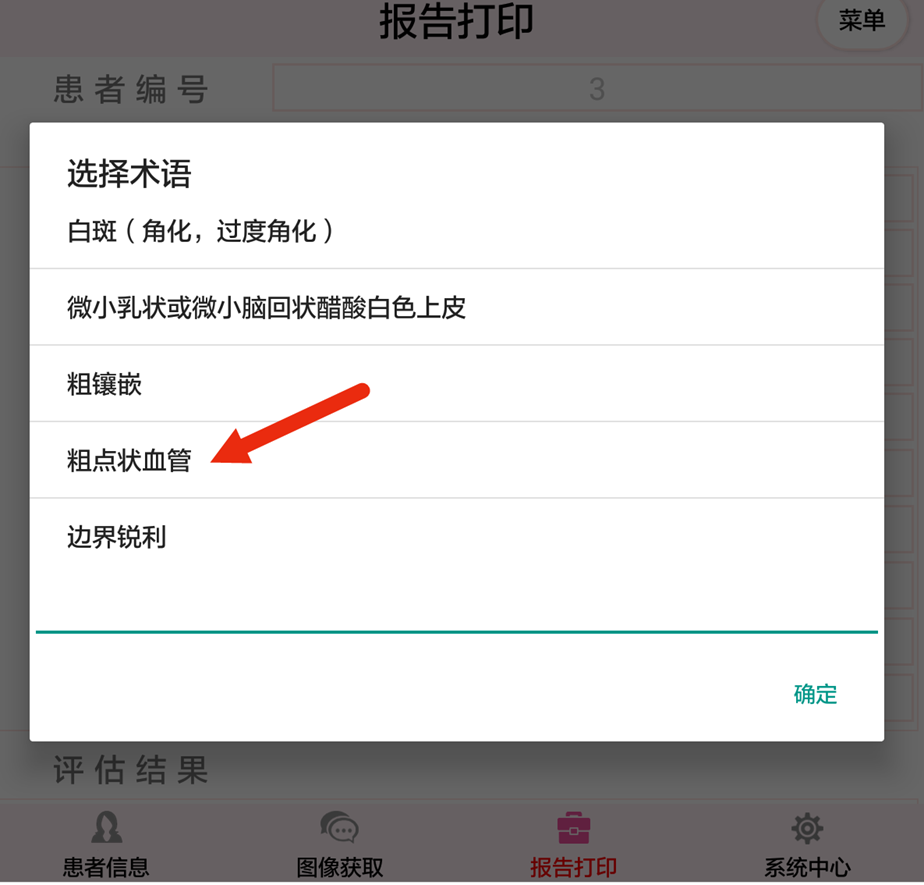 报告打印
菜单
患者编号
3
选择术语
白斑（角化，过度角化）
微小乳状或微小脑回状醋酸白色上皮
粗镶嵌
粗点状血管
边界锐利
确定
评估结果
患者信息
图像获取
报告打印
系统中心